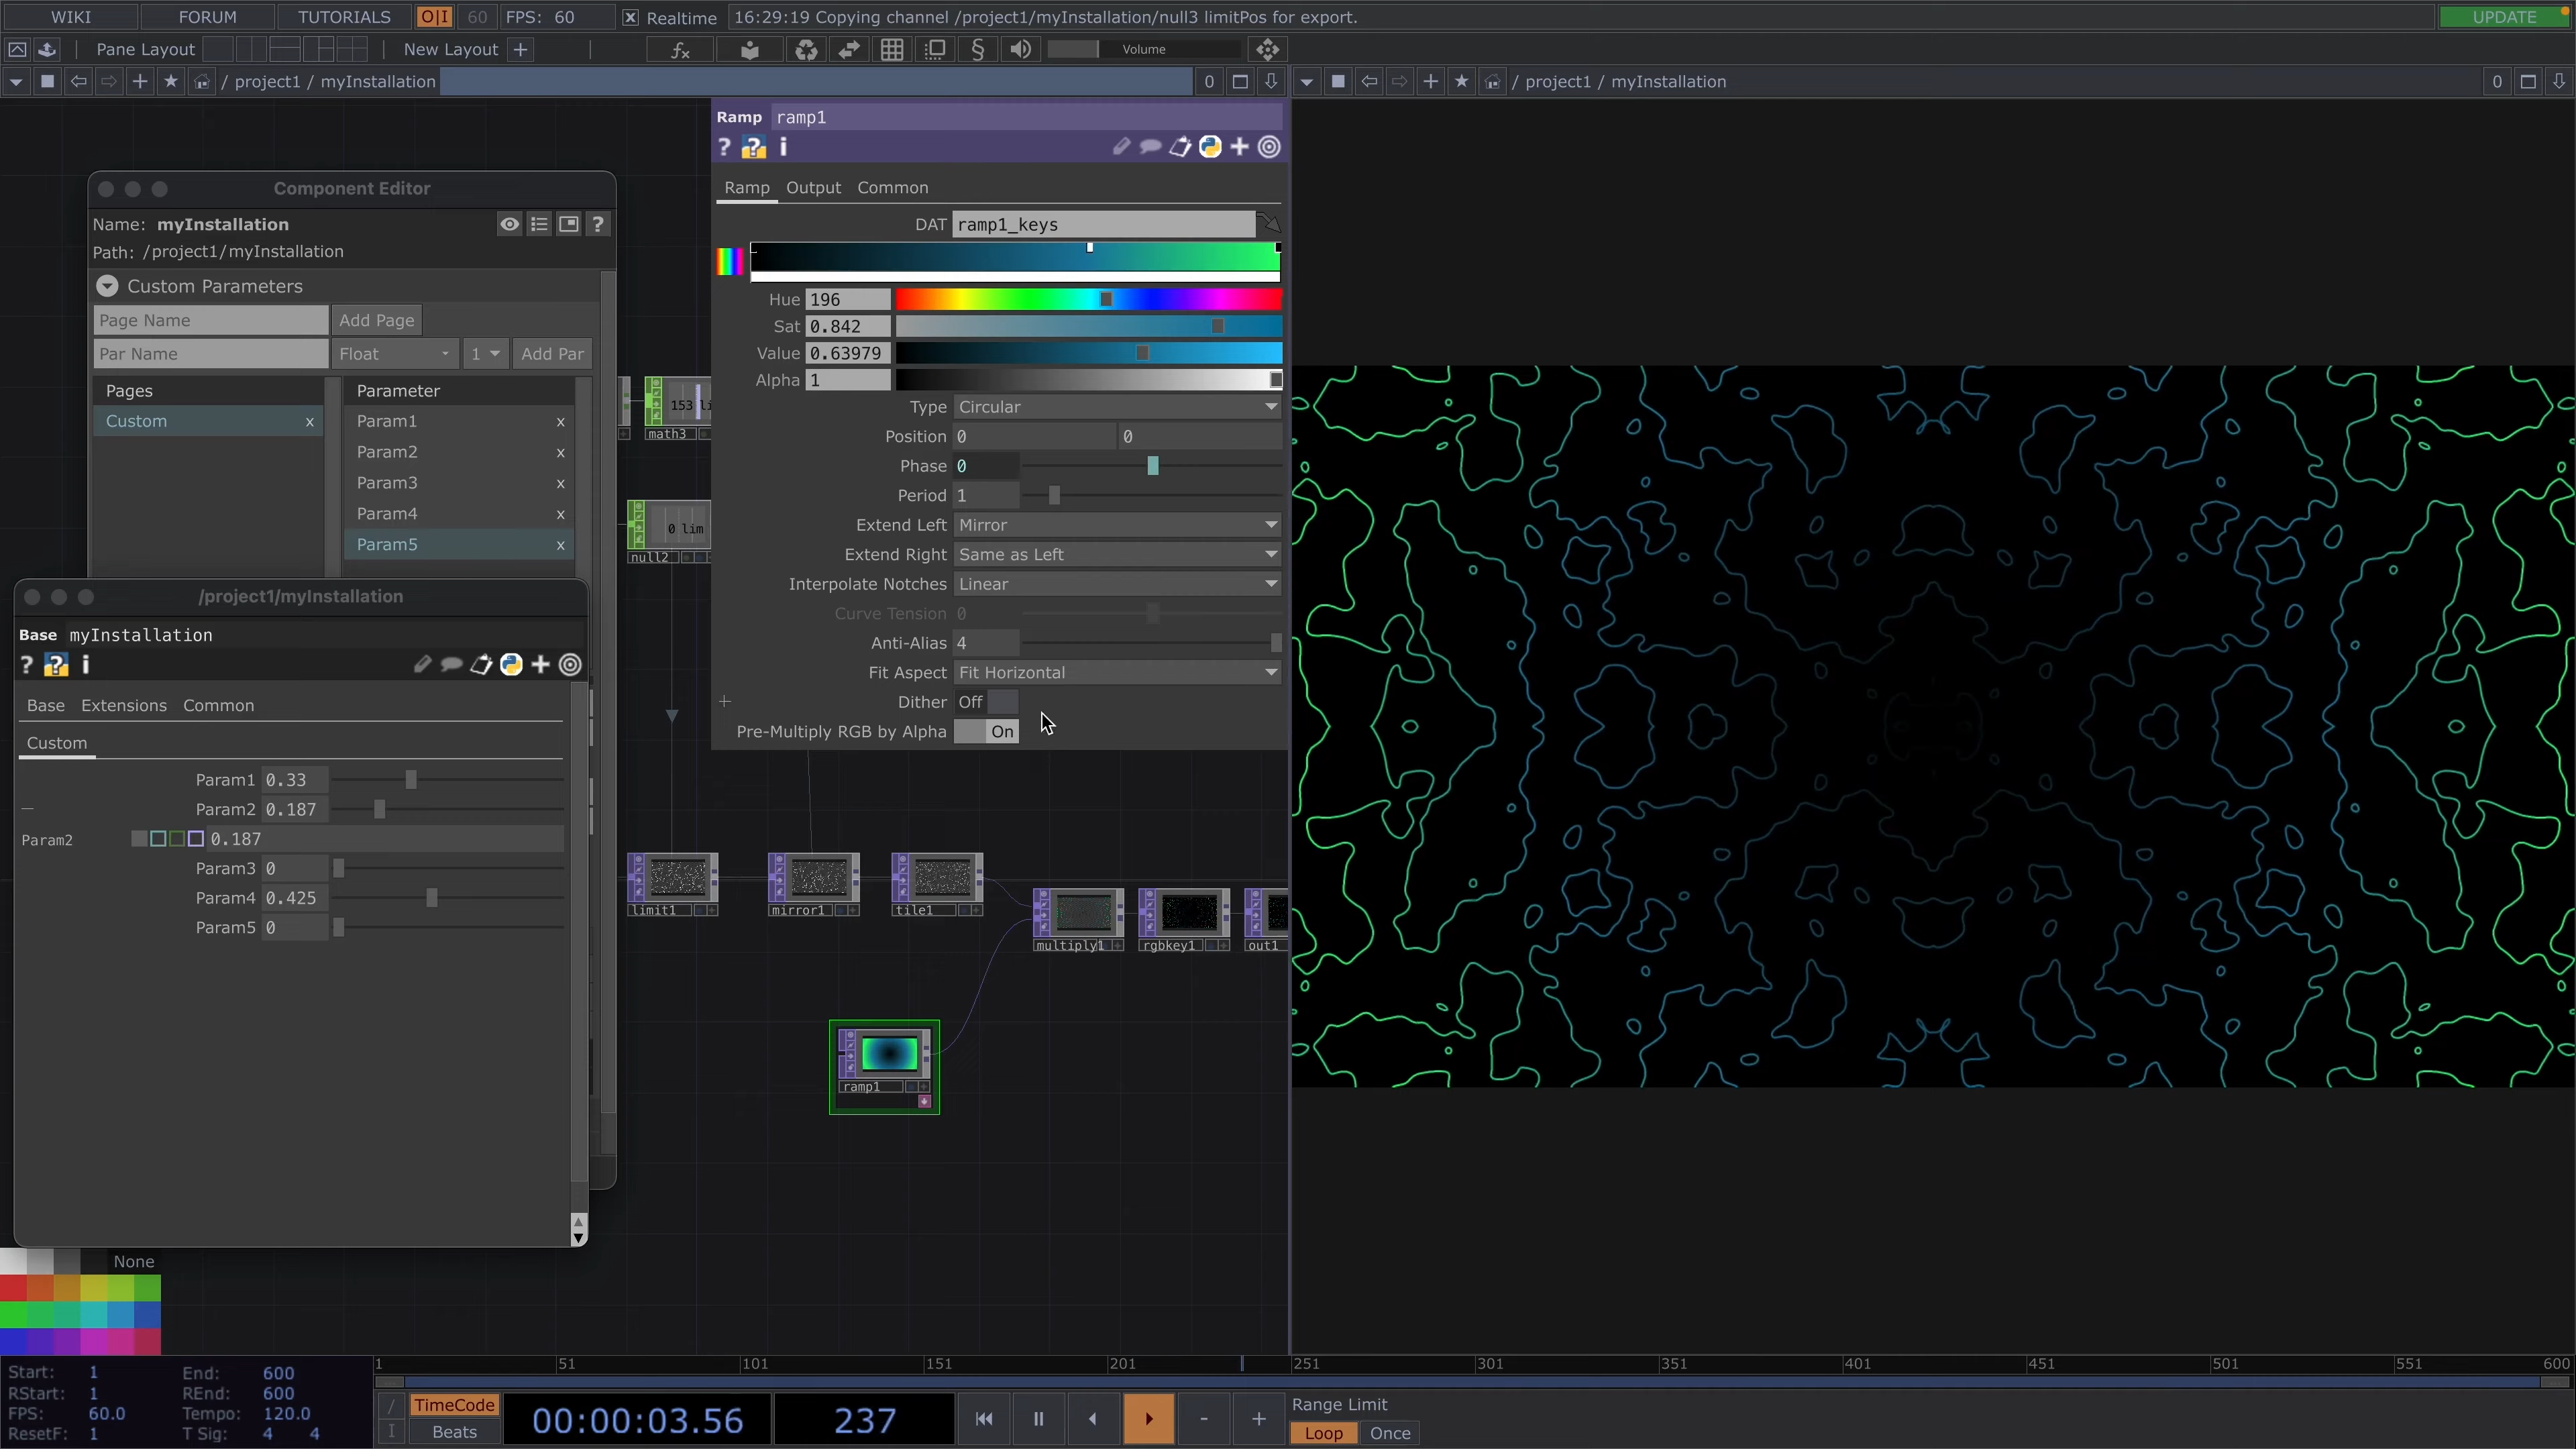 WIKI FORUM TUTORIALS O|I 60 FPS: 60 x Realtime 16:29:19 Copying channel /project1/myInstallation/null3 limitPos for export. UPDATE
Pane Layout New Layout + fx § Volume
/ project1 / myInstallation 0
/ project1 / myInstallation 0
Component Editor
Name: myInstallation ?
Path: /project1/myInstallation
Custom Parameters
Page Name Add Page
Par Name Float 1 Add Par
Pages Parameter
Custom x Param1 x
Param2 x
Param3 x
Param4 x
Param5 x
/project1/myInstallation
Base myInstallation
? ? i
Base Extensions Common
Custom
Param1 0.33
Param2 0.187
Param2 0.187
Param3 0
Param4 0.425
Param5 0
153 li
math3
0 lim
null2
Ramp ramp1
? ? i
Ramp Output Common
DAT ramp1_keys
Hue 196
Sat 0.842
Value 0.63979
Alpha 1
Type Circular
Position 0 0
Phase 0
Period 1
Extend Left Mirror
Extend Right Same as Left
Interpolate Notches Linear
Curve Tension 0
Anti-Alias 4
Fit Aspect Fit Horizontal
Dither Off
Pre-Multiply RGB by Alpha On
limit1 mirror1 tile1
multiply1 rgbkey1 out1
ramp1
None
1 51 101 151 201 251 301 351 401 451 501 551 600
Start: 1 End: 600
RStart: 1 REnd: 600
FPS: 60.0 Tempo: 120.0
ResetF: 1 T Sig: 4 4
/ TimeCode
I Beats
00:00:03.56 237 - +
Range Limit
Loop Once